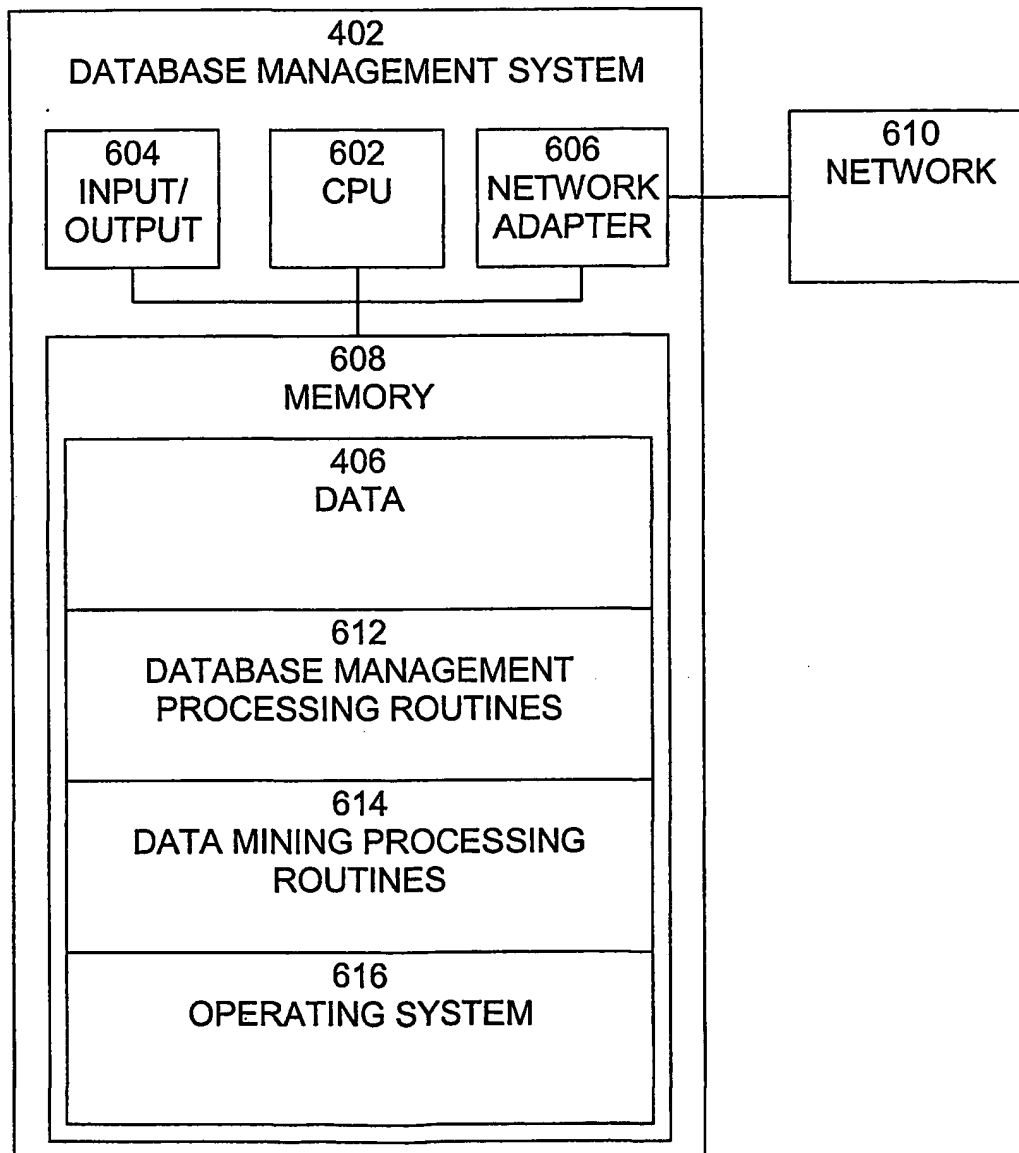 402
DATABASE MANAGEMENT SYSTEM
604
INPUT/
OUTPUT
602
CPU
606
NETWORK
ADAPTER
610
NETWORK
608
MEMORY
406
DATA
612
DATABASE MANAGEMENT
PROCESSING ROUTINES
614
DATA MINING PROCESSING
ROUTINES
616
OPERATING SYSTEM